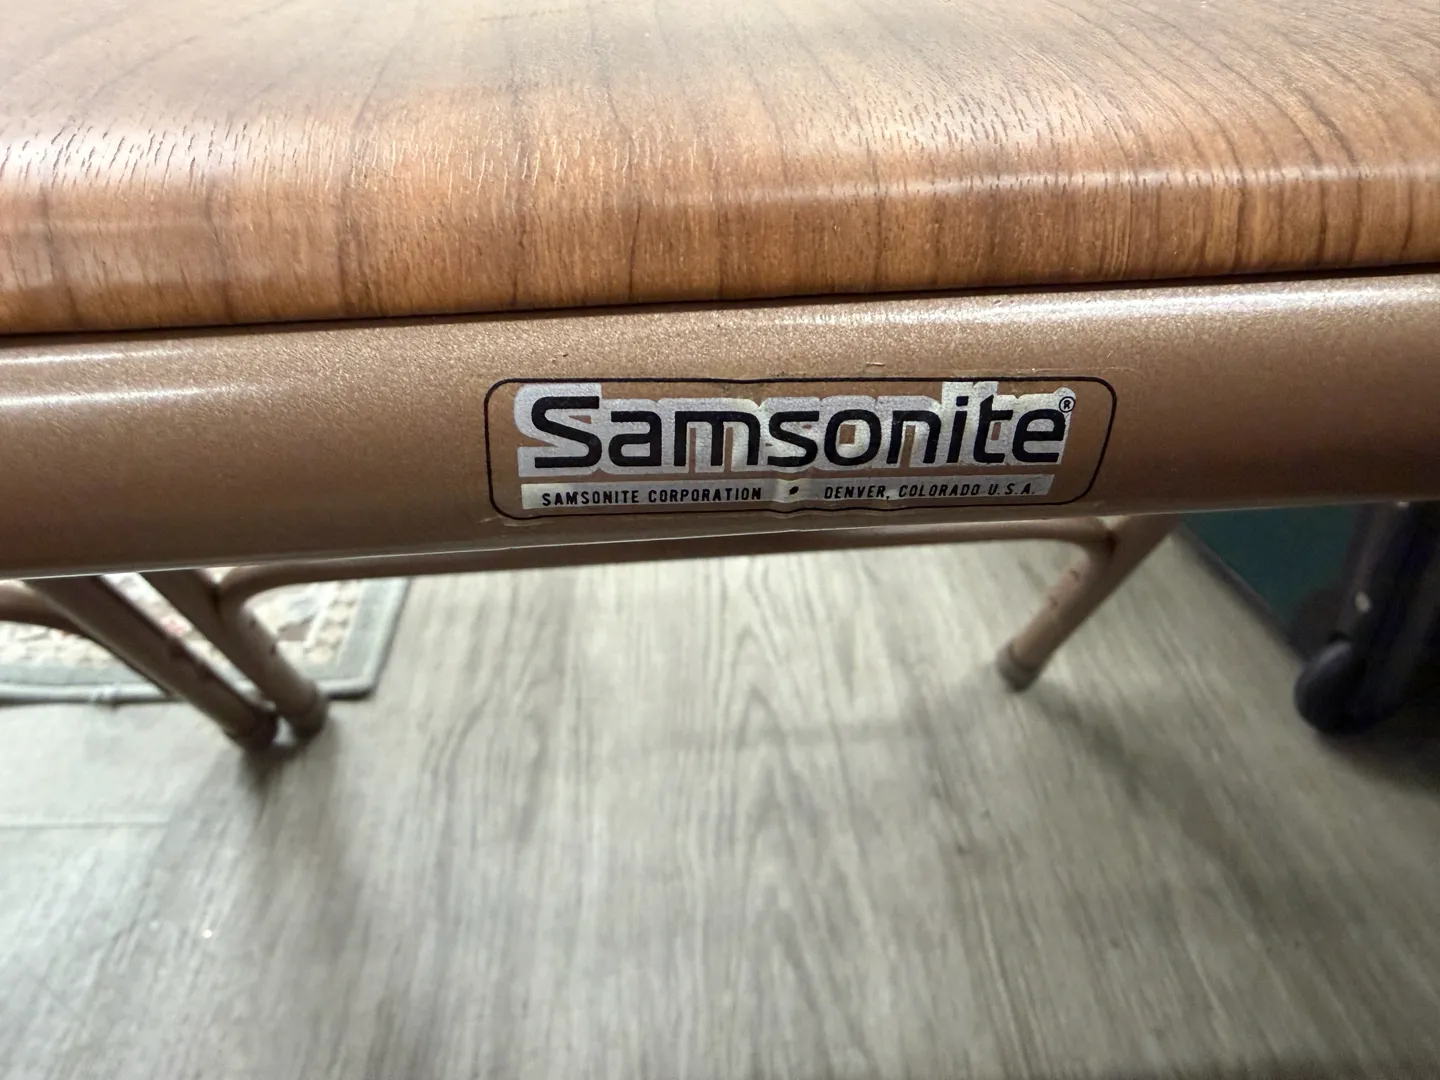 Samsonite®
SAMSONITE CORPORATION • DENVER, COLORADO U.S.A.